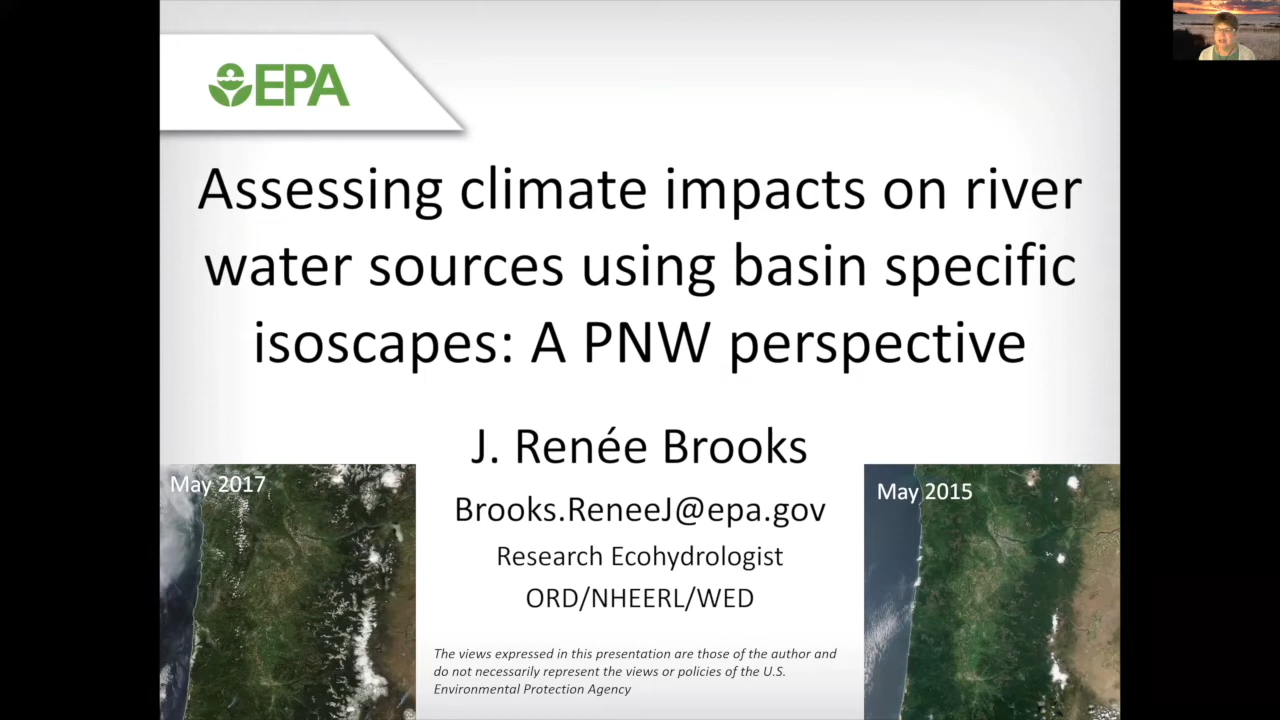 EPA
Assessing climate impacts on river
water sources using basin specific
isoscapes: A PNW perspective
J. Renée Brooks
May 2017
May 2015
Brooks.ReneeJ@epa.gov
Research Ecohydrologist
ORD/NHEERL/WED
The views expressed in this presentation are those of the author and
do not necessarily represent the views or policies of the U.S.
Environmental Protection Agency